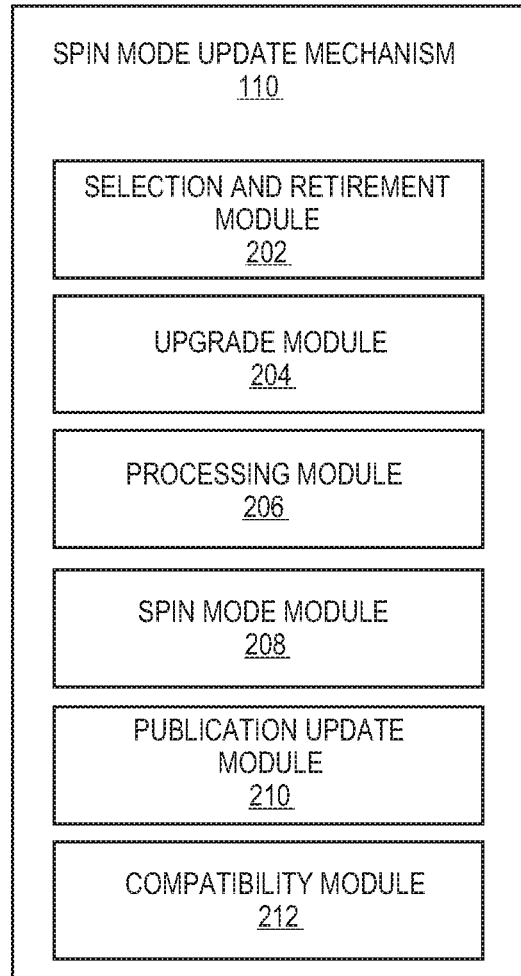 SPIN MODE UPDATE MECHANISM
110
SELECTION AND RETIREMENT
MODULE
202
UPGRADE MODULE
204
PROCESSING MODULE
206
SPIN MODE MODULE
208
PUBLICATION UPDATE
MODULE
210
COMPATIBILITY MODULE
212